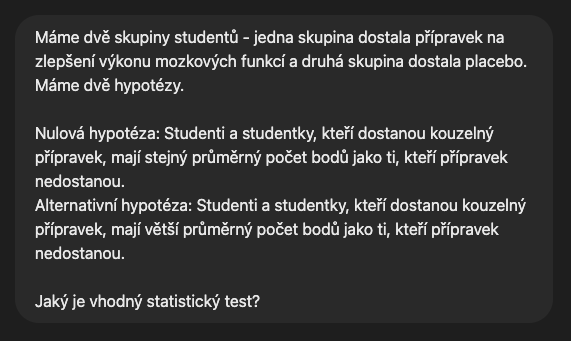 Máme dvě skupiny studentů - jedna skupina dostala přípravek na
zlepšení výkonu mozkových funkcí a druhá skupina dostala placebo.
Máme dvě hypotézy.
Nulová hypotéza: Studenti a studentky, kteří dostanou kouzelný
přípravek, mají stejný průměrný počet bodů jako ti, kteří přípravek
nedostanou.
Alternativní hypotéza: Studenti a studentky, kteří dostanou kouzelný
přípravek, mají větší průměrný počet bodů jako ti, kteří přípravek
nedostanou.
Jaký je vhodný statistický test?